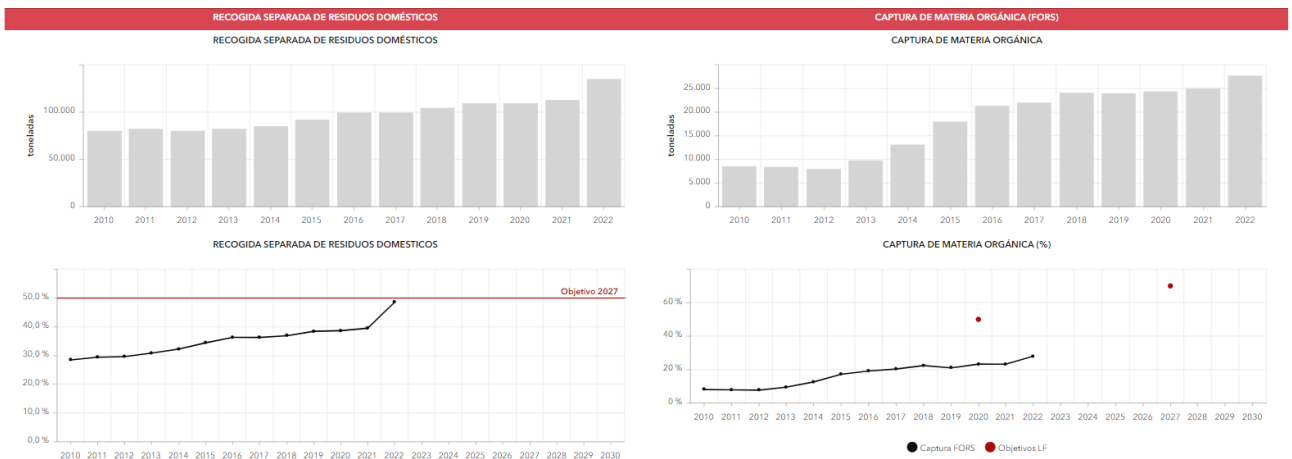 RECOGIDA SEPARADA DE RESIDUOS DOMÉSTICOS
RECOGIDA SEPARADA DE RESIDUOS DOMÉSTICOS
toneladas
100.000
50.000
0
2010 2011 2012 2013 2014 2015 2016 2017 2018 2019 2020 2021 2022
RECOGIDA SEPARADA DE RESIDUOS DOMESTICOS
Objetivo 2027
50,0 %
40,0 %
30,0 %
20,0 %
10,0 %
0,0 %
2010 2011 2012 2013 2014 2015 2016 2017 2018 2019 2020 2021 2022 2023 2024 2025 2026 2027 2028 2029 2030
CAPTURA DE MATERIA ORGÁNICA (FORS)
CAPTURA DE MATERIA ORGÁNICA
toneladas
25.000
20.000
15.000
10.000
5.000
0
2010 2011 2012 2013 2014 2015 2016 2017 2018 2019 2020 2021 2022
CAPTURA DE MATERIA ORGÁNICA (%)
60 %
40 %
20 %
0 %
2010 2011 2012 2013 2014 2015 2016 2017 2018 2019 2020 2021 2022 2023 2024 2025 2026 2027 2028 2029 2030
Captura FORS Objetivos LF